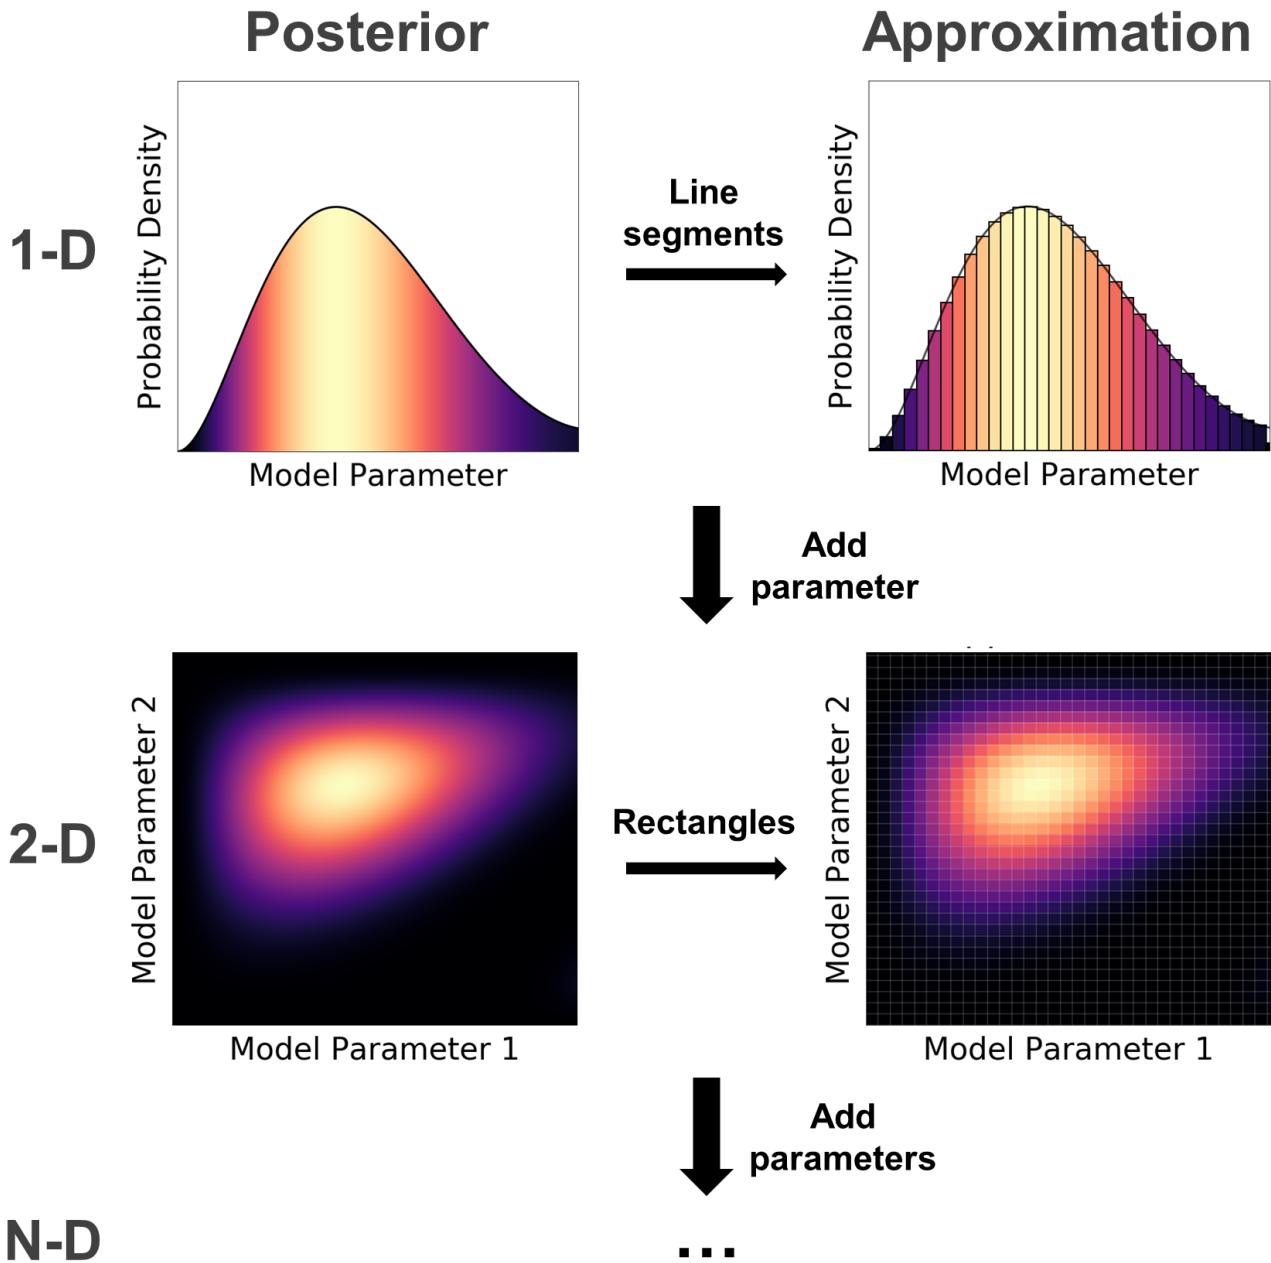 Posterior
Approximation
1-D
Probability Density
Model Parameter
Line
segments
Probability Density
Model Parameter
Add
parameter
2-D
Model Parameter 2
Model Parameter 1
Rectangles
Model Parameter 2
Model Parameter 1
Add
parameters
N-D
...